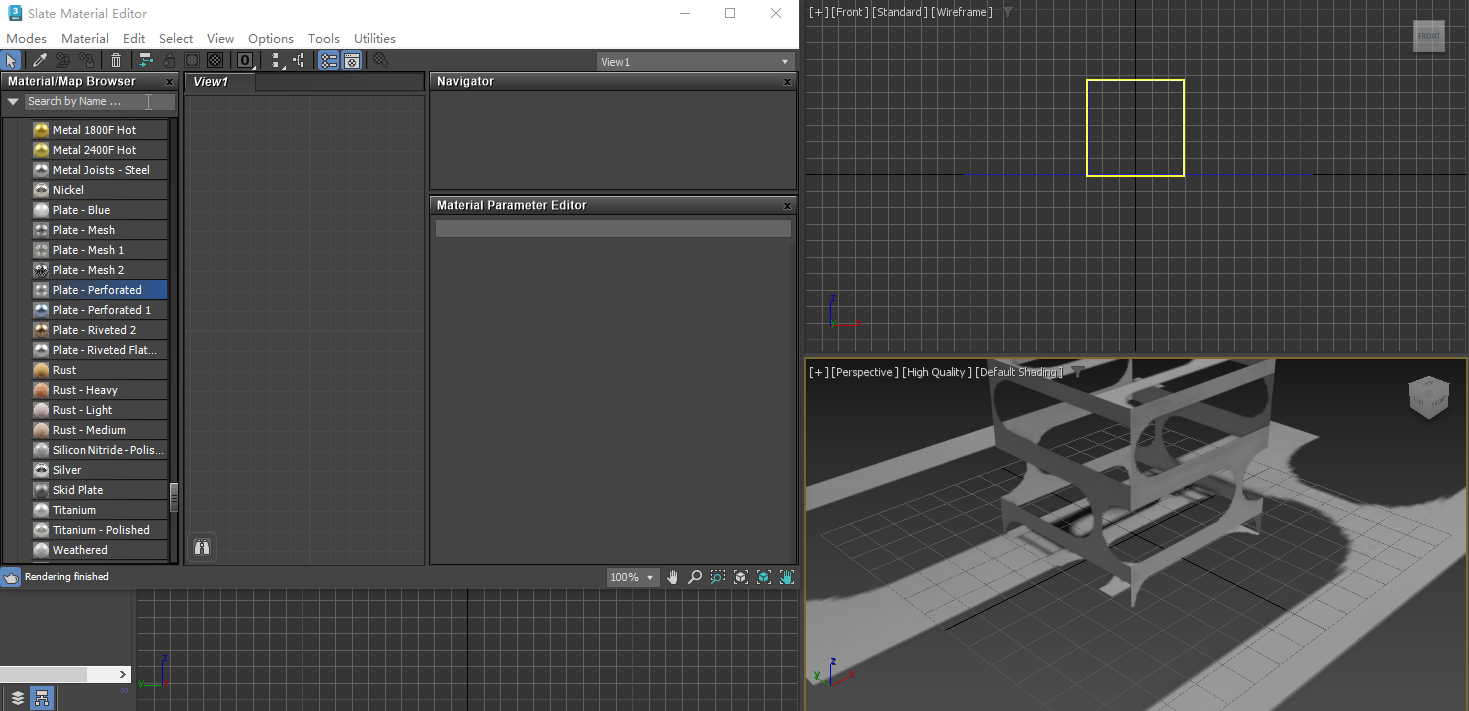 Slate Material Editor
Modes Material Edit Select View Options Tools Utilities
View1
Material/Map Browser
Search by Name ...
Metal 1800F Hot
Metal 2400F Hot
Metal Joists - Steel
Nickel
Plate - Blue
Plate - Mesh
Plate - Mesh 1
Plate - Mesh 2
Plate - Perforated
Plate - Perforated 1
Plate - Riveted 2
Plate - Riveted Flat...
Rust
Rust - Heavy
Rust - Light
Rust - Medium
Silicon Nitride - Polis...
Silver
Skid Plate
Titanium
Titanium - Polished
Weathered
View1
Navigator
Material Parameter Editor
Rendering finished
100%
[+] [Front] [Standard] [Wireframe]
FRONT
z
y
x
[+] [Perspective] [High Quality] [Default Shading]
z
y
x
z
y